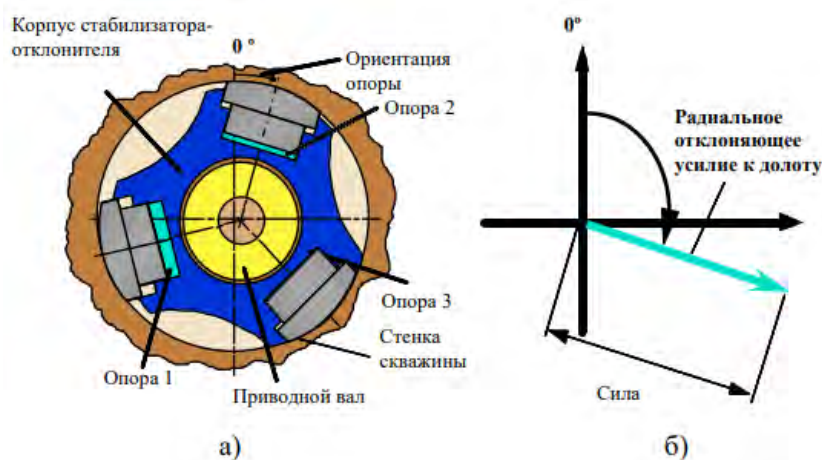 Корпус стабилизатора-
отклонителя
0 º
Ориентация
опоры
Опора 2
Опора 3
Стенка
скважины
Опора 1
Приводной вал
а)
0º
Радиальное
отклоняющее
усилие к долоту
Сила
б)